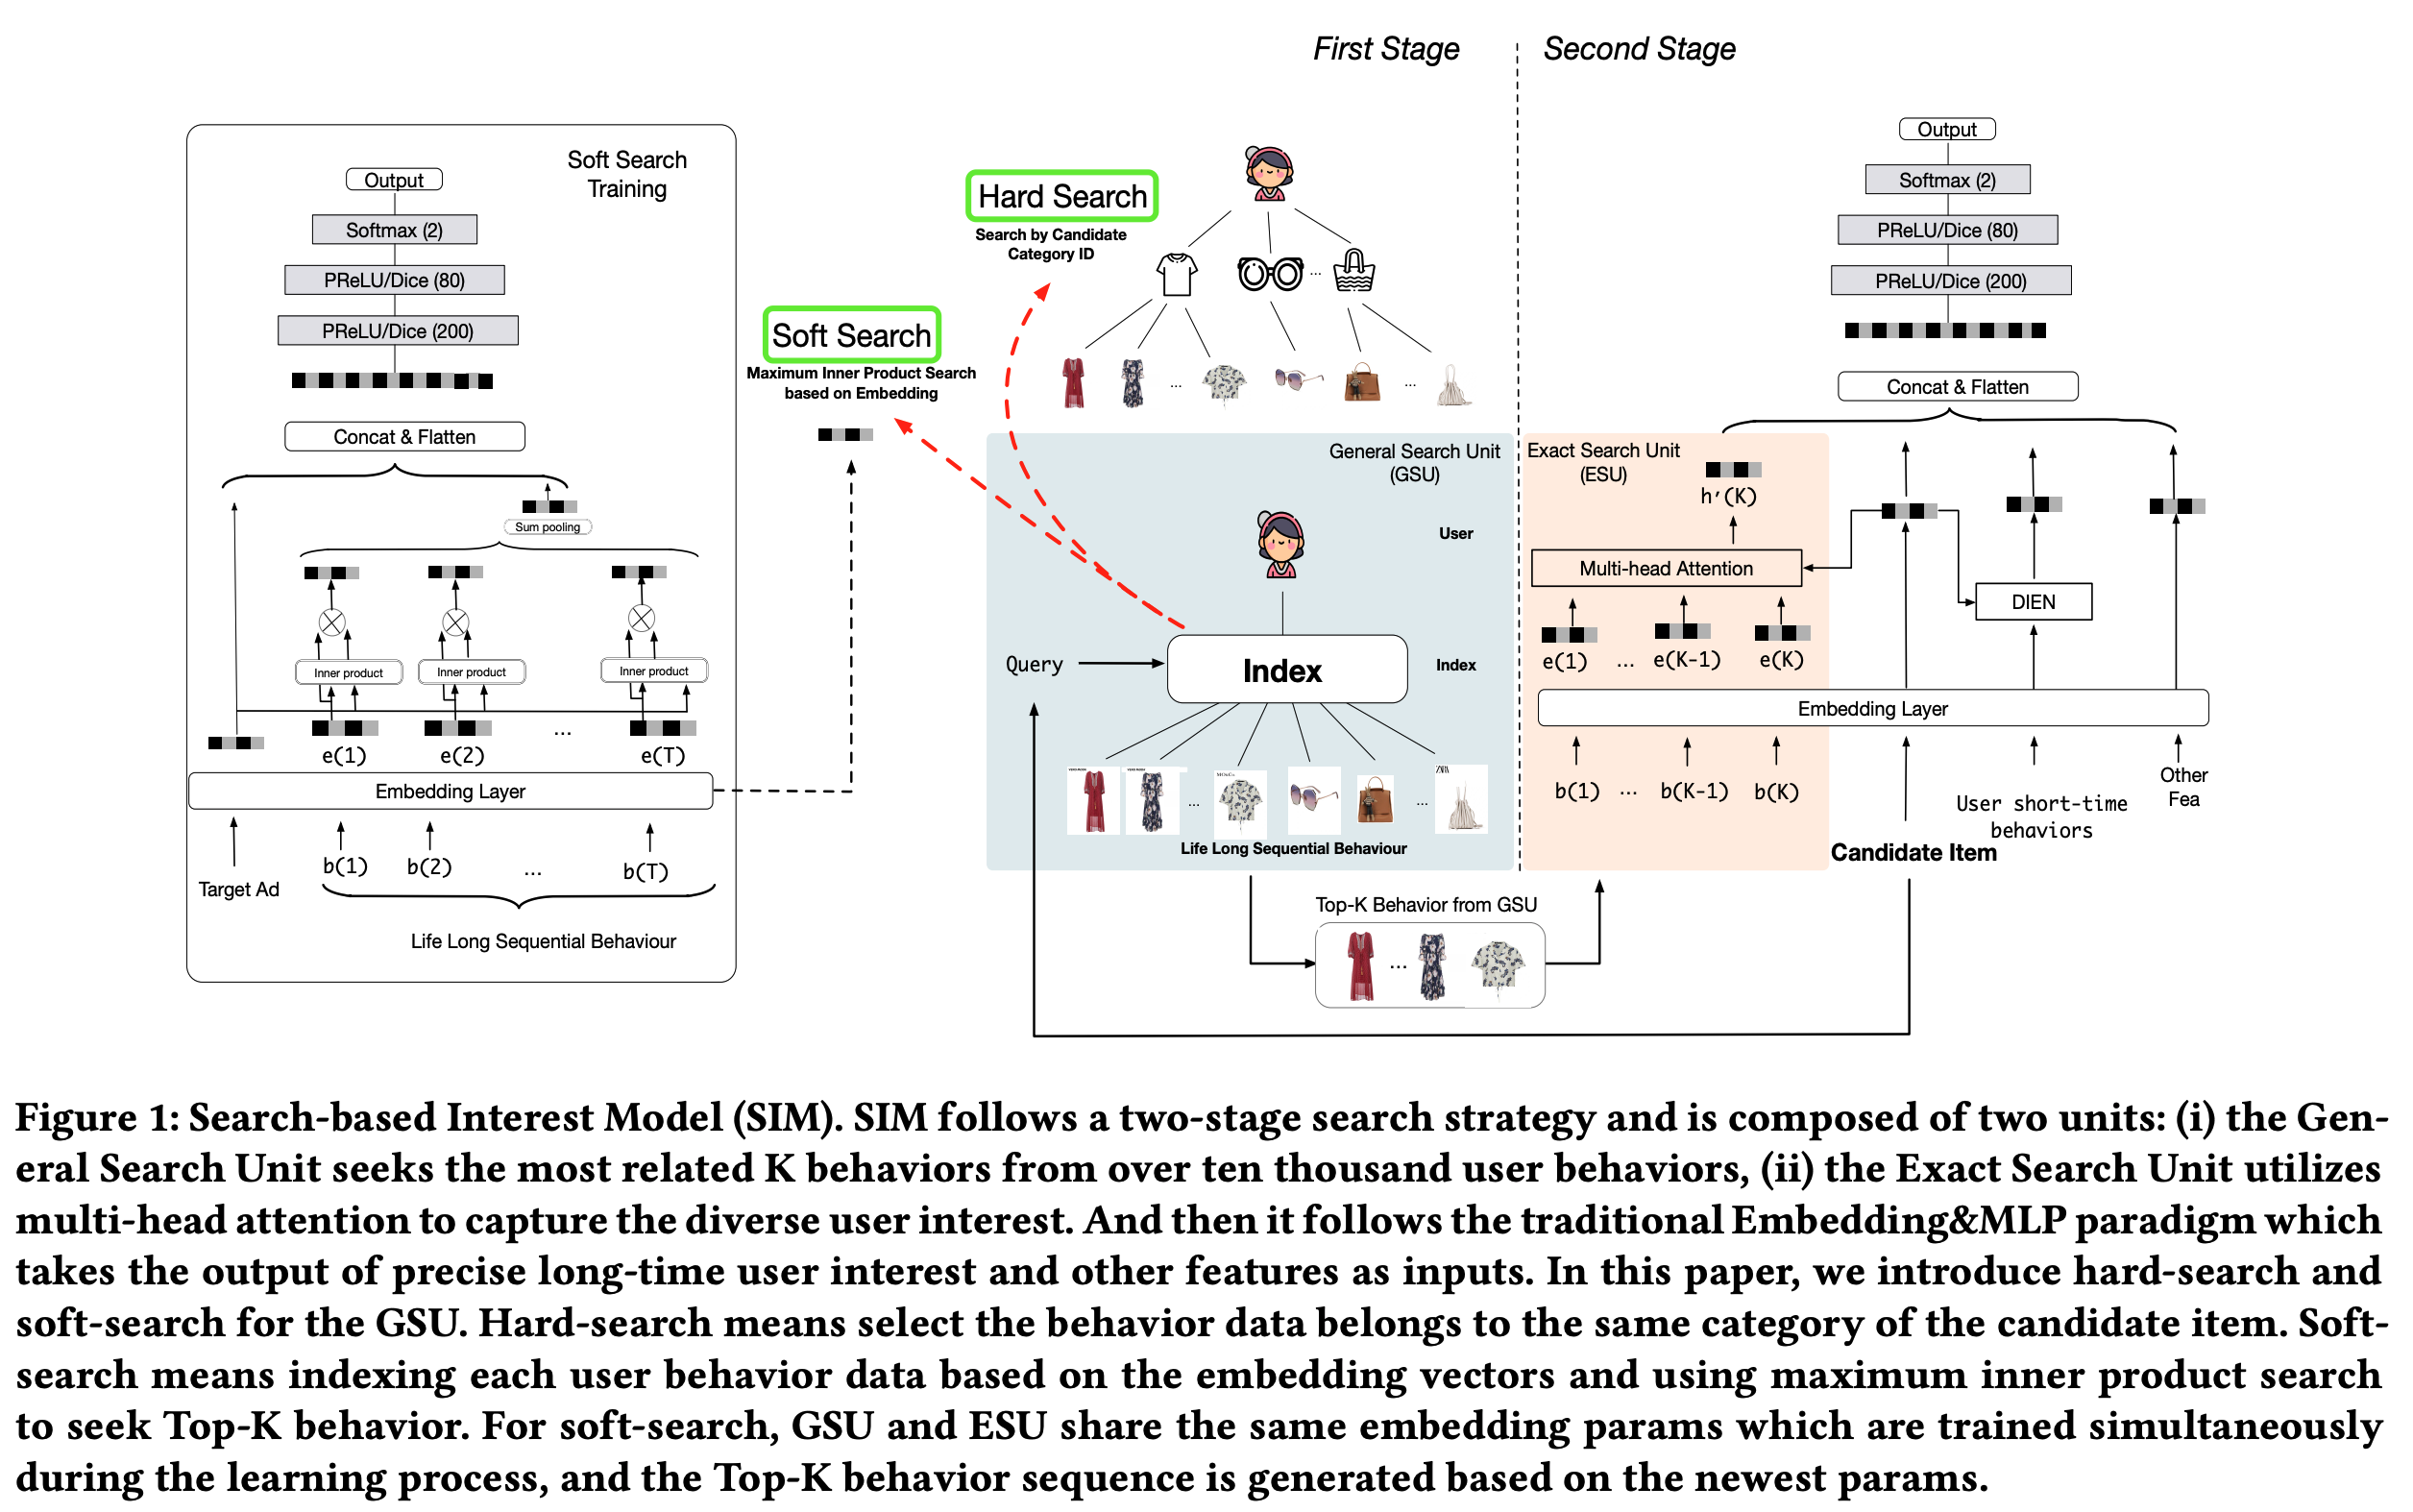 First Stage
Second Stage
Soft Search
Training
Output
Softmax (2)
PReLU/Dice (80)
PReLU/Dice (200)
Concat & Flatten
Sum pooling
Inner product
Inner product
Inner product
e(1)
e(2)
...
e(T)
Embedding Layer
Target Ad
b(1)
b(2)
...
b(T)
Life Long Sequential Behaviour
Soft Search
Maximum Inner Product Search
based on Embedding
Hard Search
Search by Candidate
Category ID
...
...
...
General Search Unit
(GSU)
User
Query
Index
Index
...
...
ZARA
Life Long Sequential Behaviour
Top-K Behavior from GSU
...
Exact Search Unit
(ESU)
h'(K)
Multi-head Attention
e(1)
...
e(K-1)
e(K)
Embedding Layer
b(1)
...
b(K-1)
b(K)
Candidate Item
User short-time
behaviors
Other
Fea
DIEN
Concat & Flatten
PReLU/Dice (200)
PReLU/Dice (80)
Softmax (2)
Output
Figure 1: Search-based Interest Model (SIM). SIM follows a two-stage search strategy and is composed of two units: (i) the Gen-
eral Search Unit seeks the most related K behaviors from over ten thousand user behaviors, (ii) the Exact Search Unit utilizes
multi-head attention to capture the diverse user interest. And then it follows the traditional Embedding&MLP paradigm which
takes the output of precise long-time user interest and other features as inputs. In this paper, we introduce hard-search and
soft-search for the GSU. Hard-search means select the behavior data belongs to the same category of the candidate item. Soft-
search means indexing each user behavior data based on the embedding vectors and using maximum inner product search
to seek Top-K behavior. For soft-search, GSU and ESU share the same embedding params which are trained simultaneously
during the learning process, and the Top-K behavior sequence is generated based on the newest params.